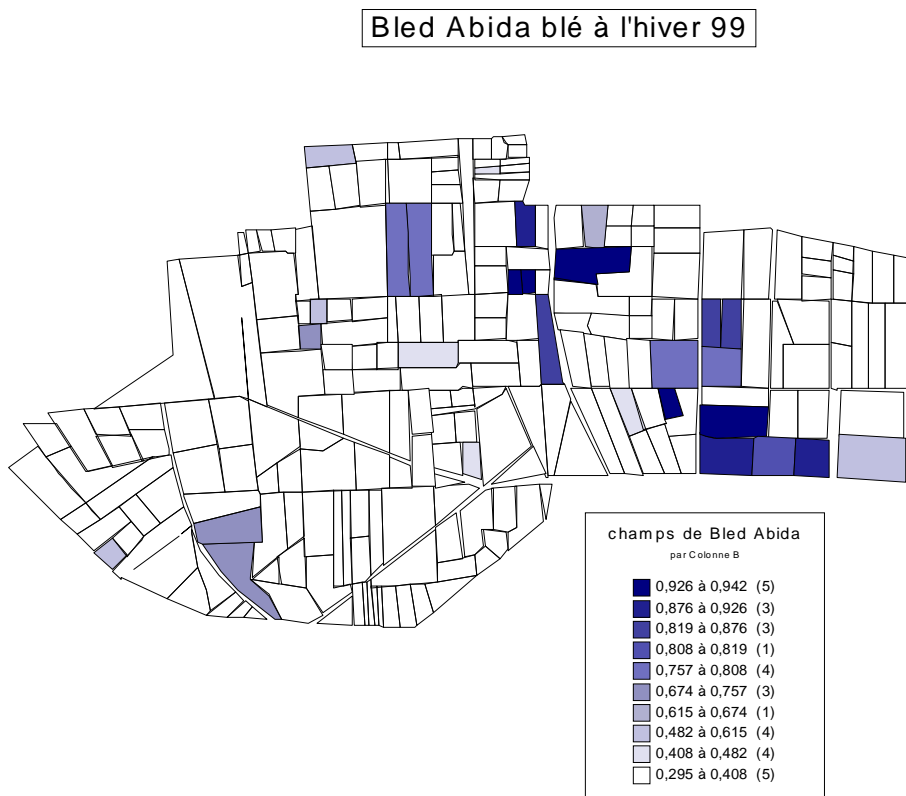 Bled Abida blé à l'hiver 99
champs de Bled Abida
par Colonne B
0,926 à 0,942 (5)
0,876 à 0,926 (3)
0,819 à 0,876 (3)
0,808 à 0,819 (1)
0,757 à 0,808 (4)
0,674 à 0,757 (3)
0,615 à 0,674 (1)
0,482 à 0,615 (4)
0,408 à 0,482 (4)
0,295 à 0,408 (5)